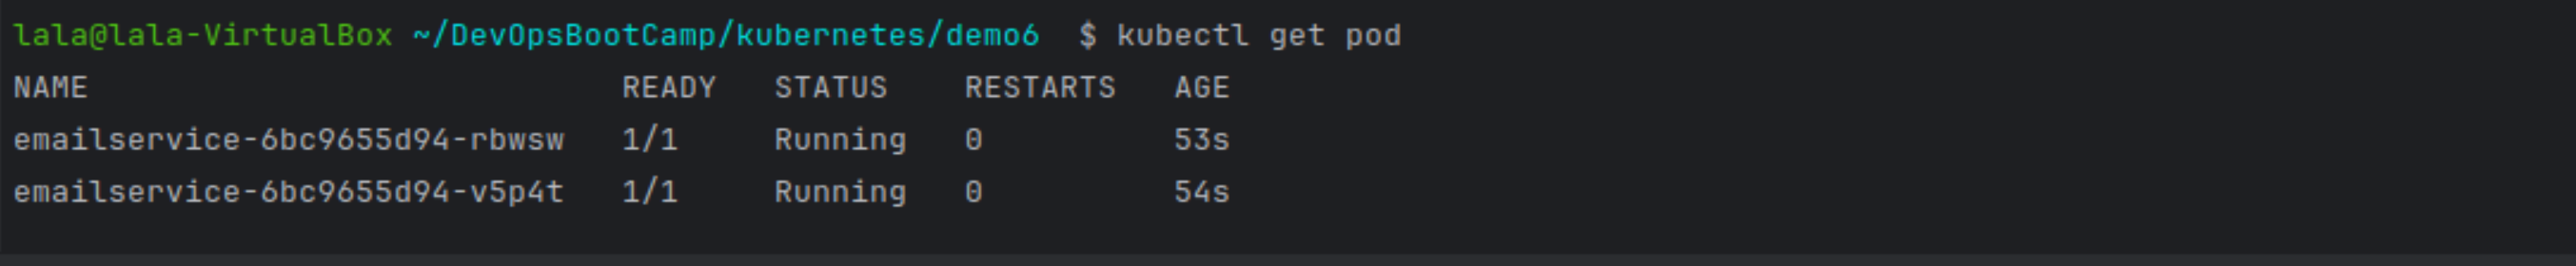 lala@lala-VirtualBox ~/DevOpsBootCamp/kubernetes/demo6  $ kubectl get pod
NAME                            READY   STATUS    RESTARTS   AGE
emailservice-6bc9655d94-rbwsw   1/1     Running   0          53s
emailservice-6bc9655d94-v5p4t   1/1     Running   0          54s